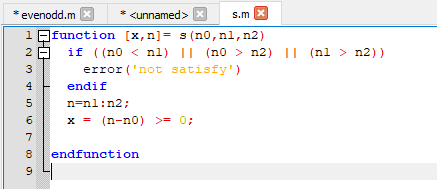 * evenodd.m * <unnamed> s.m
1 function [x,n]= s(n0,n1,n2)
2 if ((n0 < n1) || (n0 > n2) || (n1 > n2))
3 error('not satisfy')
4 endif
5 n=n1:n2;
6 x = (n-n0) >= 0;
7
8 endfunction
9